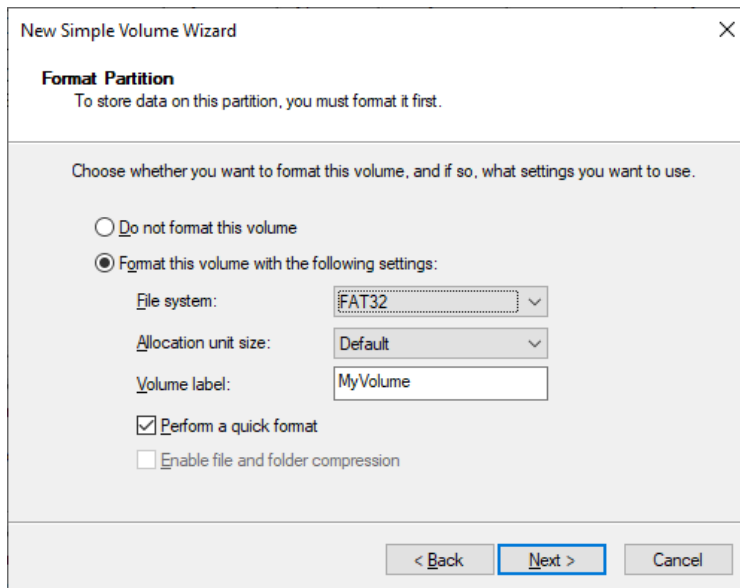 New Simple Volume Wizard
Format Partition
To store data on this partition, you must format it first.
Choose whether you want to format this volume, and if so, what settings you want to use.
Do not format this volume
Format this volume with the following settings:
File system: FAT32
Allocation unit size: Default
Volume label: MyVolume
Perform a quick format
Enable file and folder compression
< Back Next > Cancel